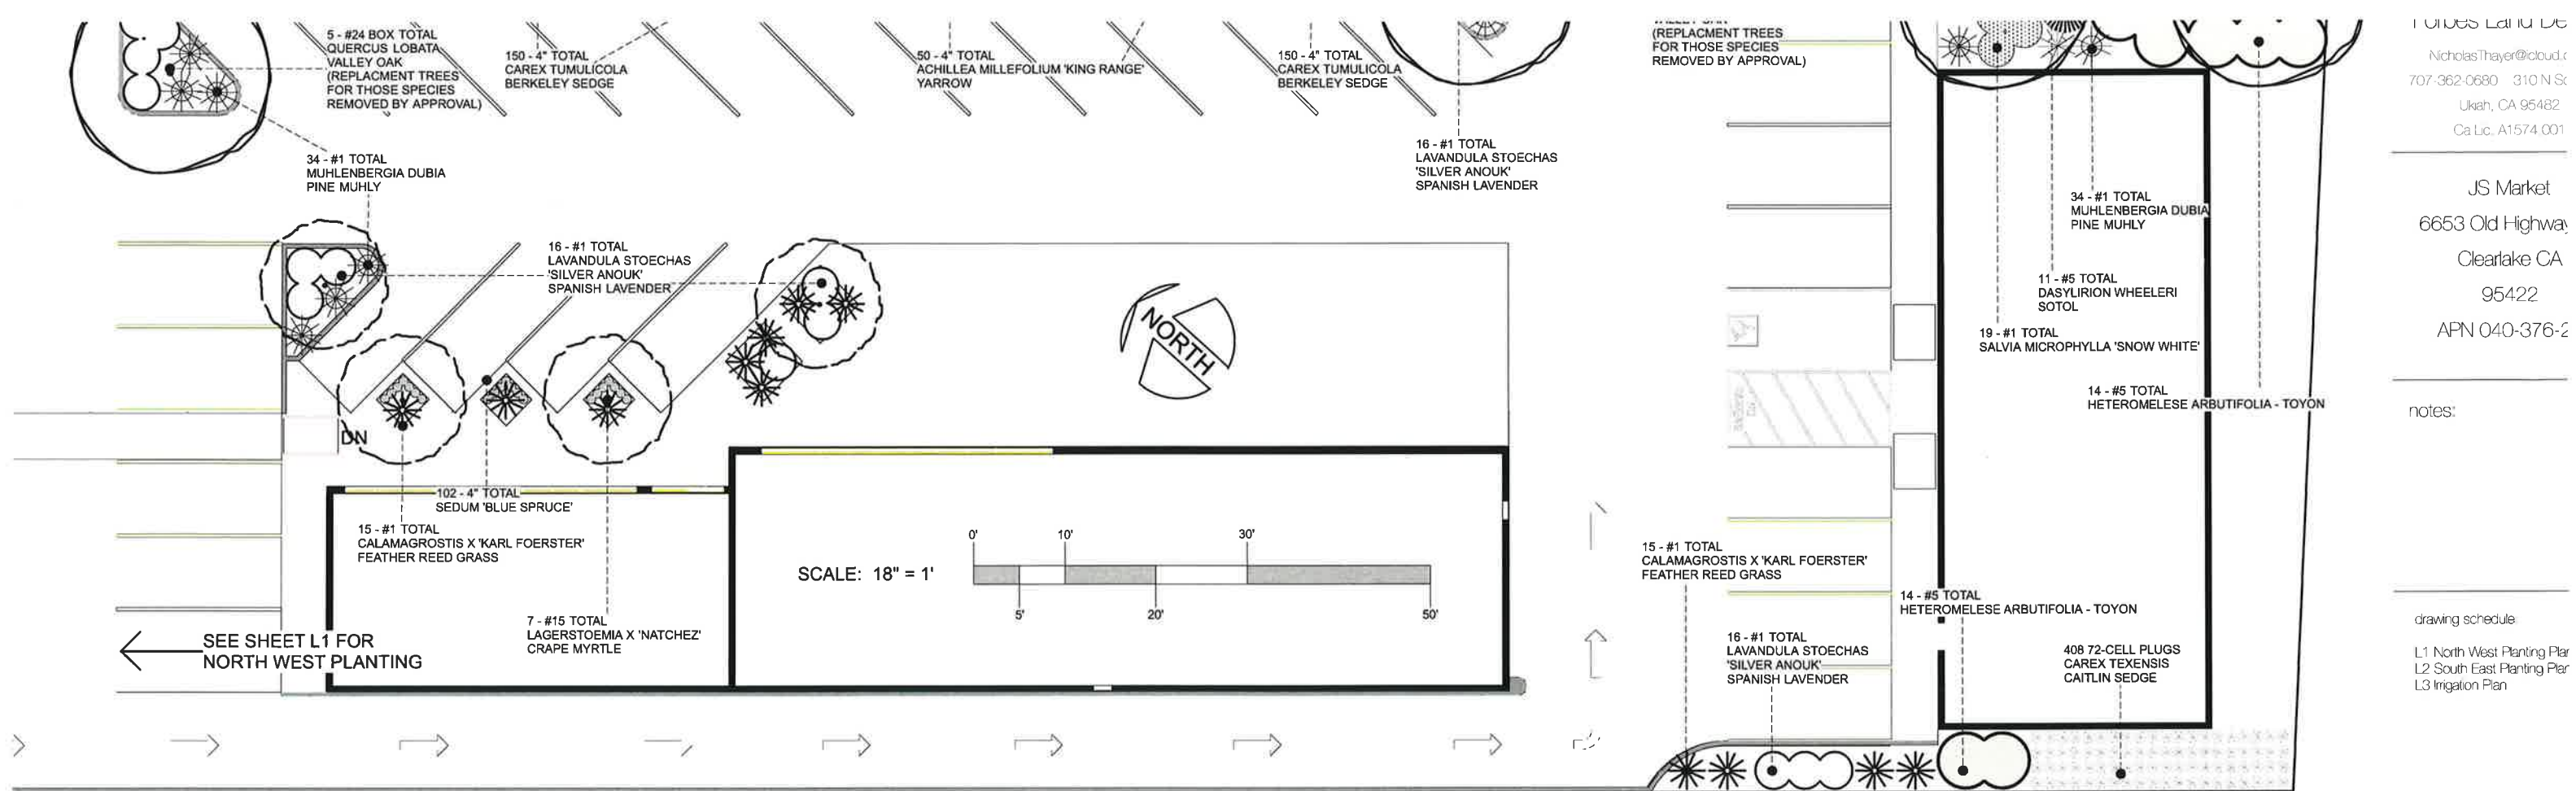 5 - #24 BOX TOTAL
QUERCUS LOBATA
VALLEY OAK
(REPLACMENT TREES
FOR THOSE SPECIES
REMOVED BY APPROVAL)
150 - 4" TOTAL
CAREX TUMULICOLA
BERKELEY SEDGE
50 - 4" TOTAL
ACHILLEA MILLEFOLIUM 'KING RANGE'
YARROW
150 - 4" TOTAL
CAREX TUMULICOLA
BERKELEY SEDGE
16 - #1 TOTAL
LAVANDULA STOECHAS
'SILVER ANOUK'
SPANISH LAVENDER
VALLEY OAK
(REPLACMENT TREES
FOR THOSE SPECIES
REMOVED BY APPROVAL)
34 - #1 TOTAL
MUHLENBERGIA DUBIA
PINE MUHLY
16 - #1 TOTAL
LAVANDULA STOECHAS
'SILVER ANOUK'
SPANISH LAVENDER
NORTH
DN
102 - 4" TOTAL
SEDUM 'BLUE SPRUCE'
15 - #1 TOTAL
CALAMAGROSTIS X 'KARL FOERSTER'
FEATHER REED GRASS
7 - #15 TOTAL
LAGERSTOEMIA X 'NATCHEZ'
CRAPE MYRTLE
SEE SHEET L1 FOR
NORTH WEST PLANTING
SCALE: 18" = 1'
0' 10' 30'
5' 20' 50'
34 - #1 TOTAL
MUHLENBERGIA DUBIA
PINE MUHLY
11 - #5 TOTAL
DASYLIRION WHEELERI
SOTOL
19 - #1 TOTAL
SALVIA MICROPHYLLA 'SNOW WHITE'
14 - #5 TOTAL
HETEROMELESE ARBUTIFOLIA - TOYON
15 - #1 TOTAL
CALAMAGROSTIS X 'KARL FOERSTER'
FEATHER REED GRASS
14 - #5 TOTAL
HETEROMELESE ARBUTIFOLIA - TOYON
16 - #1 TOTAL
LAVANDULA STOECHAS
'SILVER ANOUK'
SPANISH LAVENDER
408 72-CELL PLUGS
CAREX TEXENSIS
CAITLIN SEDGE
Forbes Land
NicholasThayer@icloud.c
707-362-0680 310 N
Ukiah, CA 95482
Ca Lic. A1574 001
JS Market
6653 Old Highway
Clearlake CA
95422
APN 040-376-2
notes:
drawing schedule
L1 North West Planting Plan
L2 South East Planting Plan
L3 Irrigation Plan